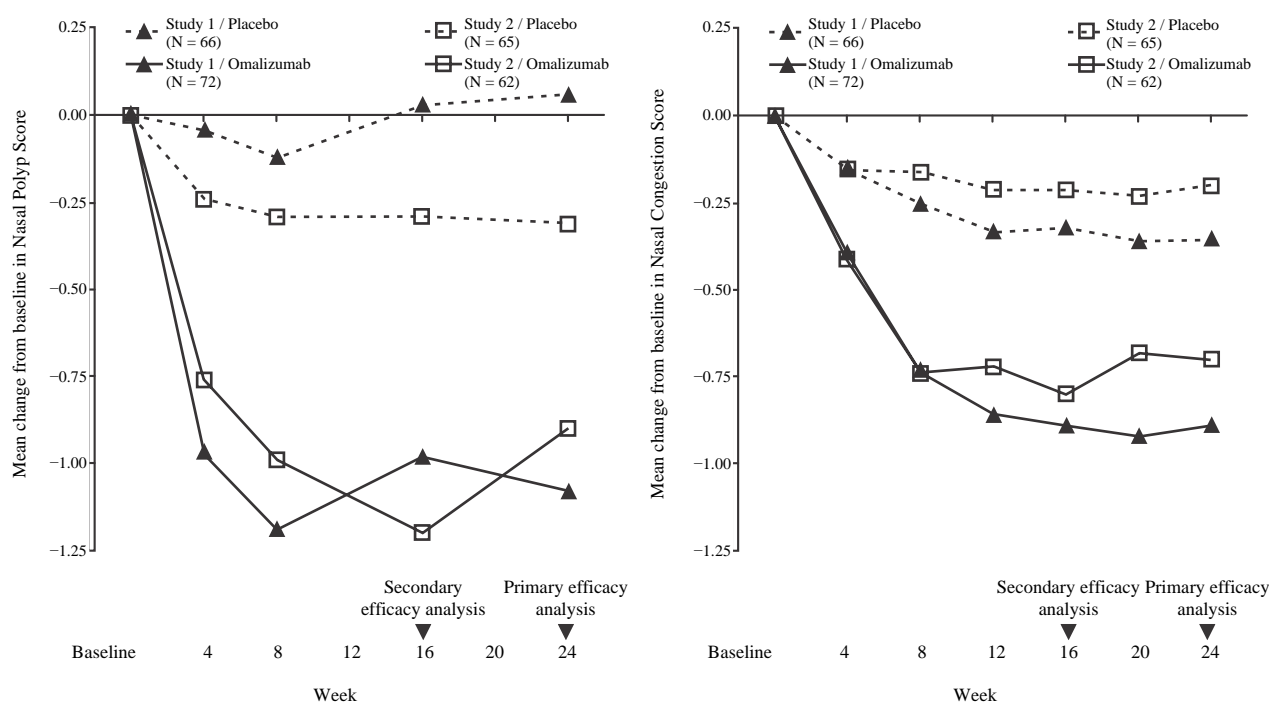 Mean change from baseline in Nasal Polyp Score
0.25
0.00
−0.25
−0.50
−0.75
−1.00
−1.25
Study 1 / Placebo
(N = 66)
Study 2 / Placebo
(N = 65)
Study 1 / Omalizumab
(N = 72)
Study 2 / Omalizumab
(N = 62)
Secondary
efficacy analysis
Primary efficacy
analysis
Baseline 4 8 12 16 20 24
Week
Mean change from baseline in Nasal Congestion Score
0.25
0.00
−0.25
−0.50
−0.75
−1.00
−1.25
Study 1 / Placebo
(N = 66)
Study 2 / Placebo
(N = 65)
Study 1 / Omalizumab
(N = 72)
Study 2 / Omalizumab
(N = 62)
Secondary efficacy
analysis
Primary efficacy
analysis
Baseline 4 8 12 16 20 24
Week